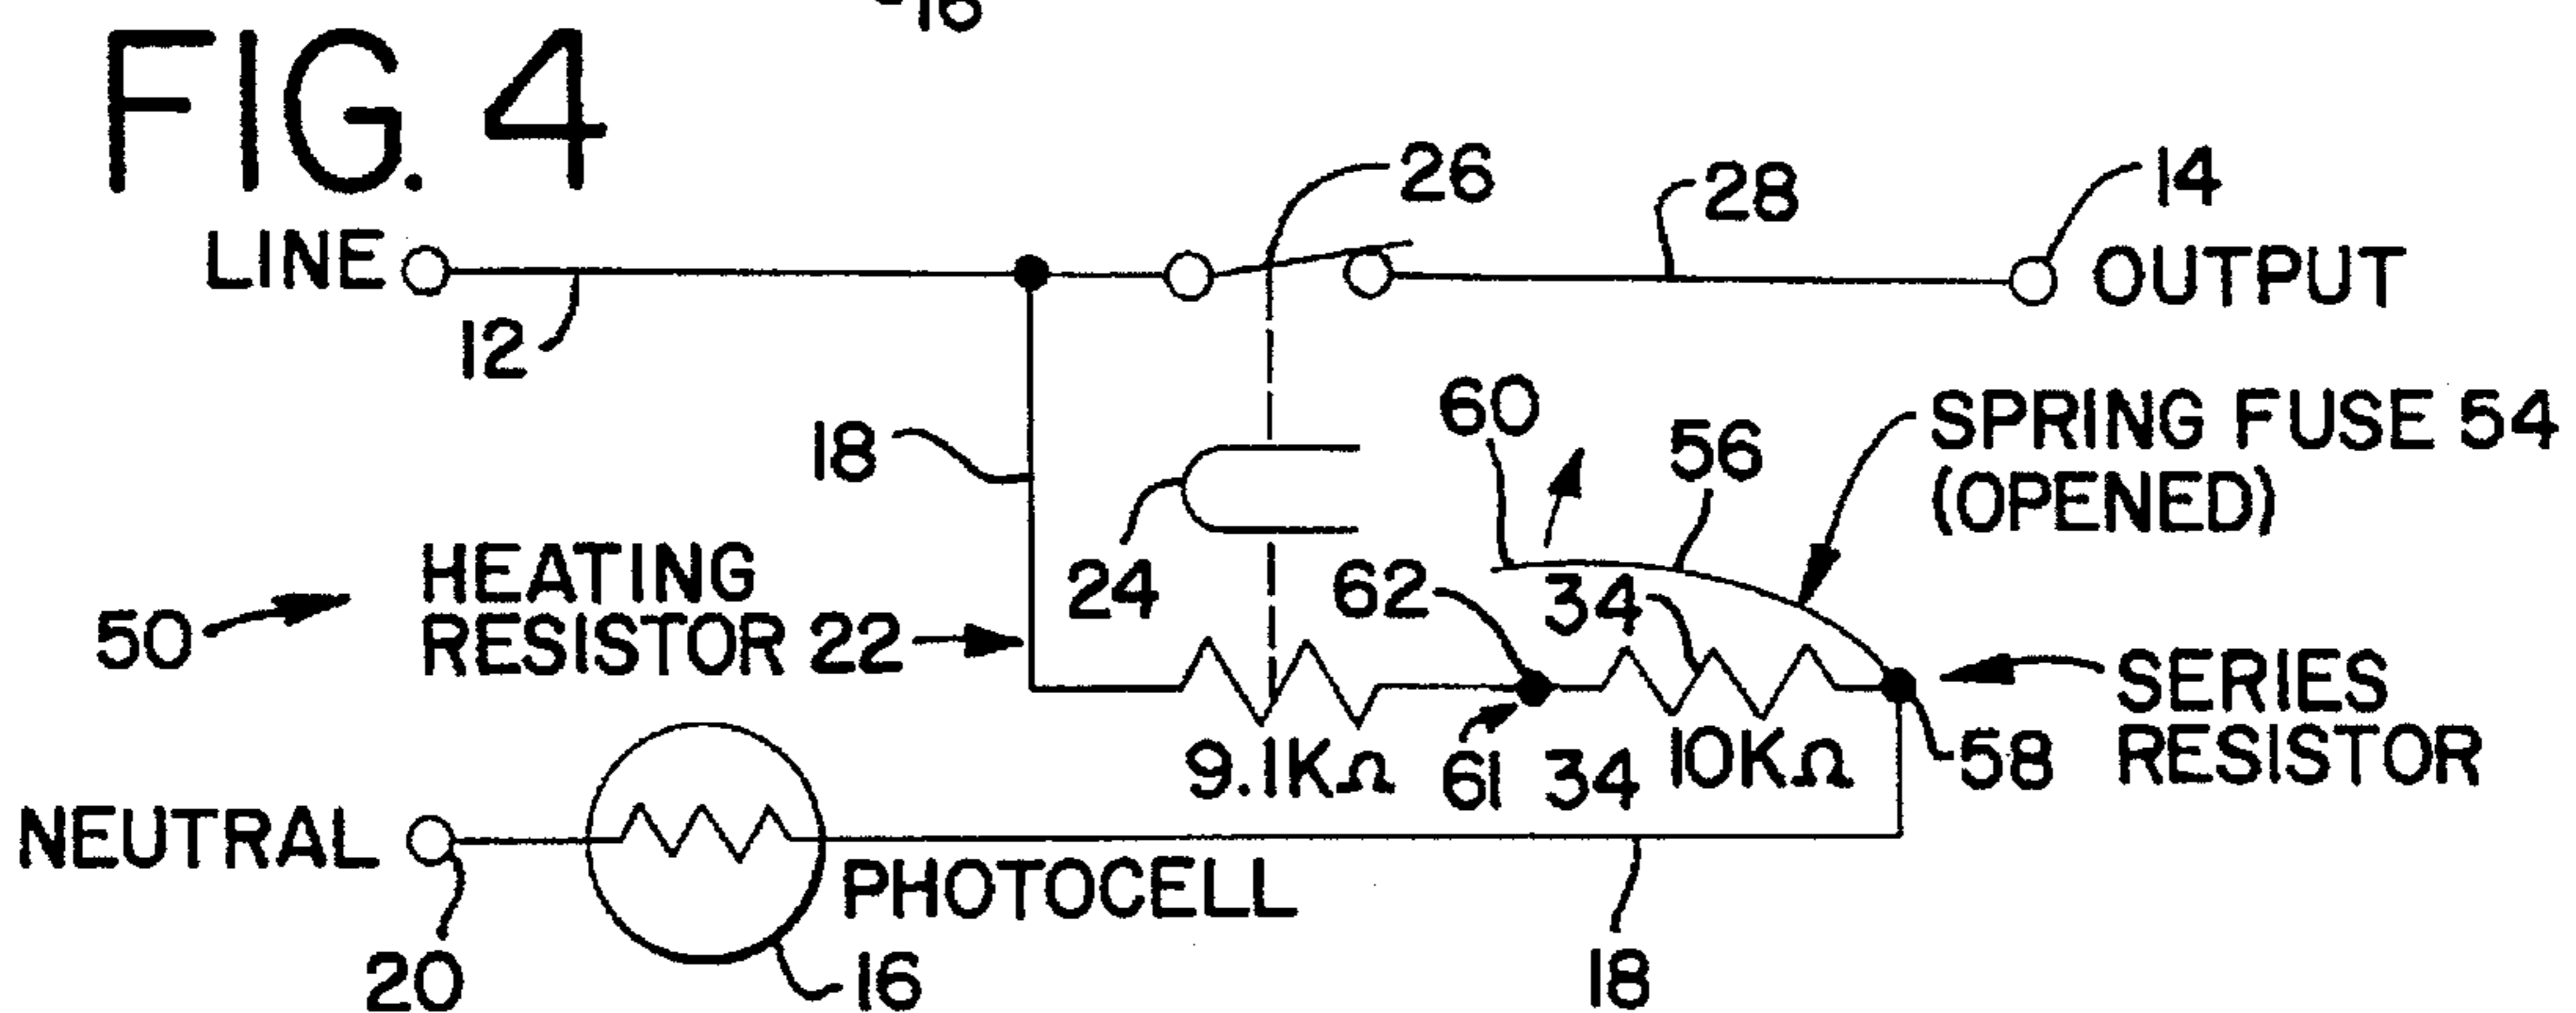 16
FIG. 4
26
28
14
LINE
OUTPUT
12
60
56
SPRING FUSE 54
(OPENED)
18
24
62
34
HEATING
RESISTOR 22
50
SERIES
RESISTOR
9.1KΩ
61
34
10KΩ
58
NEUTRAL
PHOTOCELL
20
16
18